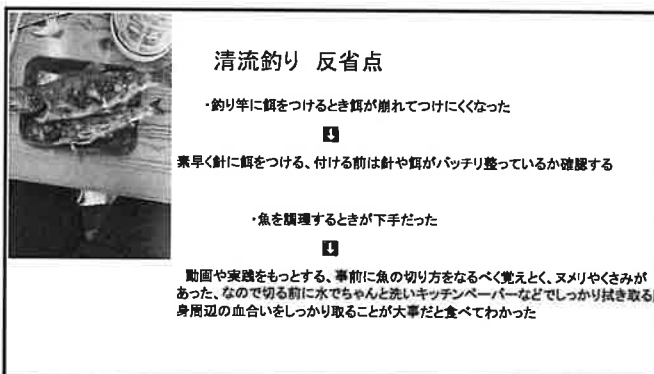 清流釣り 反省点
・釣り竿に餌をつけるとき餌が崩れてつけにくくなった
⬇
素早く針に餌をつける、付ける前は針や餌がバッチリ整っているか確認する
・魚を調理するときが下手だった
⬇
動画や実践をもっとする、事前に魚の切り方をなるべく覚えとく、ヌメリやくさみが
あった、なので切る前に水でちゃんと洗いキッチンペーパーなどでしっかり拭き取る
身周辺の血合いをしっかり取ることが大事だと食べてわかった